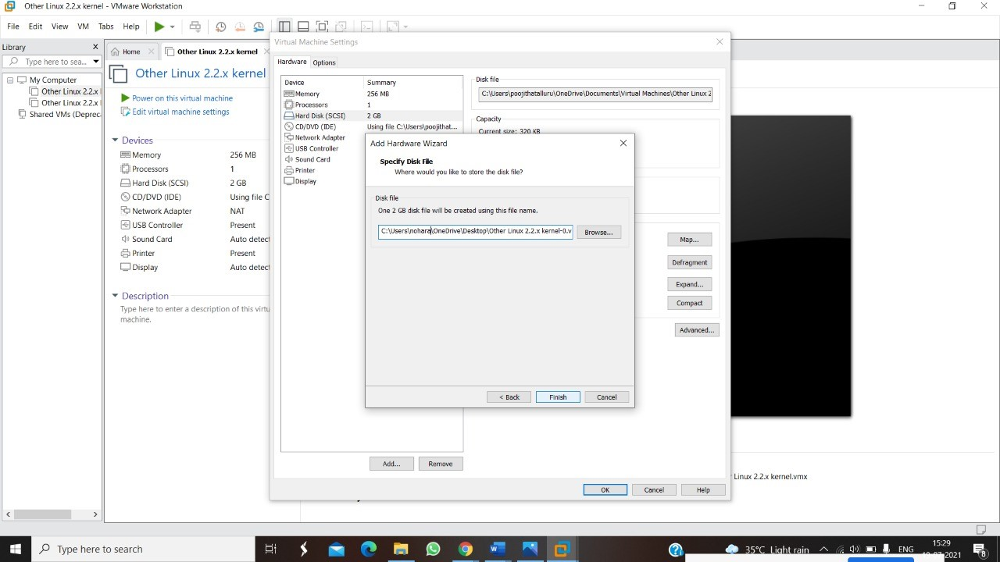 Other Linux 2.2.x kernel - VMware Workstation
File Edit View VM Tabs Help
Library
Type here to sea...
My Computer
Other Linux 2.2.x
Other Linux 2.2.x
Shared VMs (Deprec
Home
Other Linux 2.2.x kernel
Other Linux 2.2.x kernel
Power on this virtual machine
Edit virtual machine settings
Devices
Memory 256 MB
Processors 1
Hard Disk (SCSI) 2 GB
CD/DVD (IDE) Using file C
Network Adapter NAT
USB Controller Present
Sound Card Auto detect
Printer Present
Display Auto detect
Description
Type here to enter a description of this virtu
machine.
Virtual Machine Settings
Hardware Options
Device Summary
Memory 256 MB
Processors 1
Hard Disk (SCSI) 2 GB
CD/DVD (IDE) Using file C:\Users\poojithat...
Network Adapter
USB Controller
Sound Card
Printer
Display
Add... Remove
Disk file
C:\Users\poojithatalluru\OneDrive\Documents\Virtual Machines\Other Linux 2
Capacity
Current size: 320 KB
Map...
Defragment
Expand...
Compact
Advanced...
OK Cancel Help
Add Hardware Wizard
Specify Disk File
Where would you like to store the disk file?
Disk file
One 2 GB disk file will be created using this file name.
C:\Users\nohara\OneDrive\Desktop\Other Linux 2.2.x kernel-0.v
Browse...
< Back Finish Cancel
Linux 2.2.x kernel.vmx
Type here to search
35°C Light rain
ENG
15:29
2021
8